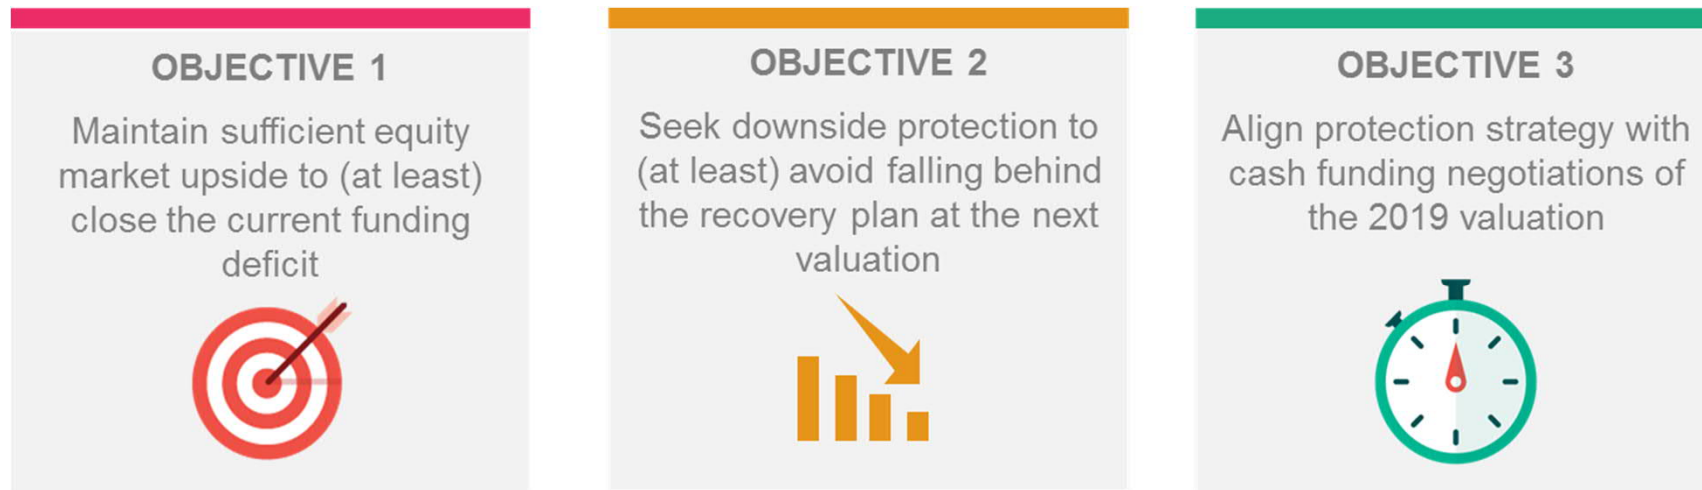 OBJECTIVE 1
Maintain sufficient equity
market upside to (at least)
close the current funding
deficit
OBJECTIVE 2
Seek downside protection to
(at least) avoid falling behind
the recovery plan at the next
valuation
OBJECTIVE 3
Align protection strategy with
cash funding negotiations of
the 2019 valuation